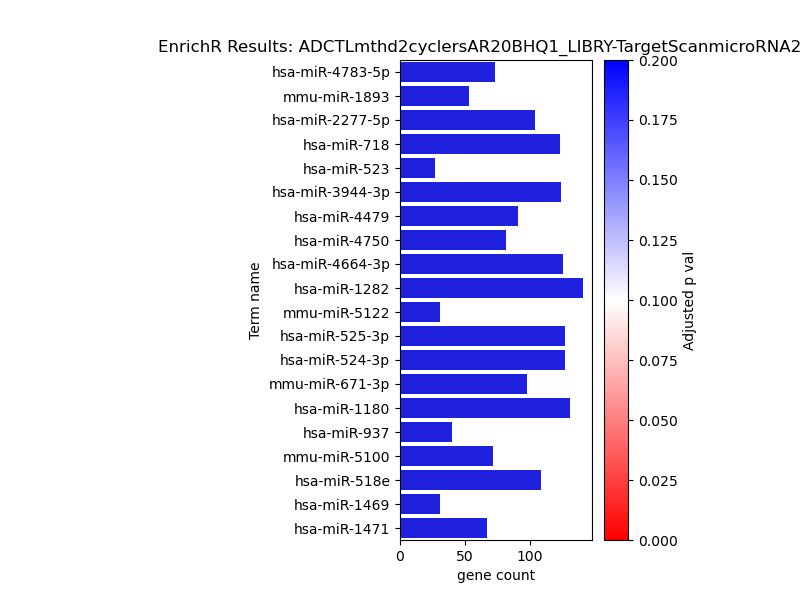 EnrichR Results: ADCTLmthd2cyclersAR20BHQ1_LIBRY-TargetScanmicroRNA2
hsa-miR-4783-5p
mmu-miR-1893
hsa-miR-2277-5p
hsa-miR-718
hsa-miR-523
hsa-miR-3944-3p
hsa-miR-4479
hsa-miR-4750
hsa-miR-4664-3p
hsa-miR-1282
mmu-miR-5122
hsa-miR-525-3p
hsa-miR-524-3p
mmu-miR-671-3p
hsa-miR-1180
hsa-miR-937
mmu-miR-5100
hsa-miR-518e
hsa-miR-1469
hsa-miR-1471
Term name
0 50 100
gene count
0.200
0.175
0.150
0.125
0.100
0.075
0.050
0.025
0.000
Adjusted p val